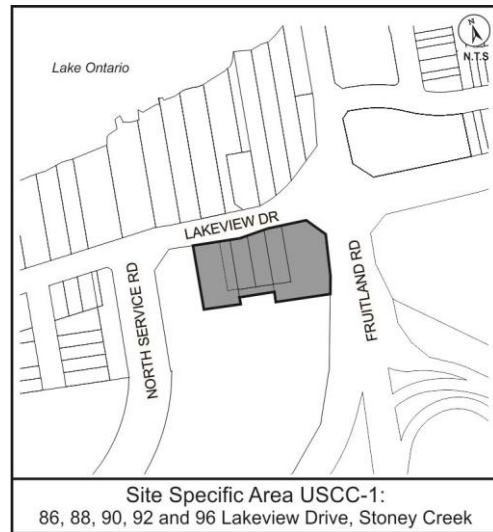 N.T.S
Lake Ontario
LAKEVIEW DR
NORTH SERVICE RD
FRUITLAND RD
Site Specific Area USCC-1:
86, 88, 90, 92 and 96 Lakeview Drive, Stoney Creek